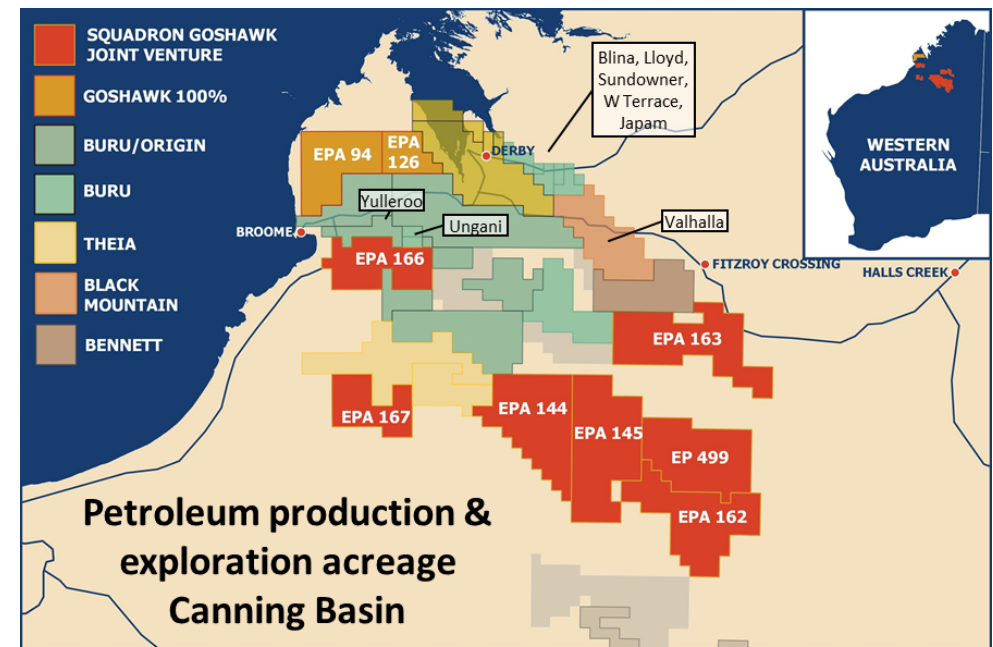 SQUADRON GOSHAWK
JOINT VENTURE
GOSHAWK 100%
BURU/ORIGIN
BURU
THEIA
BLACK
MOUNTAIN
BENNETT
Blina, Lloyd,
Sundowner,
W Terrace,
Japam
WESTERN
AUSTRALIA
EPA 94
EPA
126
DERBY
Yulleroo
Ungani
Valhalla
BROOME
EPA 166
FITZROY CROSSING
HALLS CREEK
EPA 163
EPA 167
EPA 144
EPA 145
EP 499
EPA 162
Petroleum production &
exploration acreage
Canning Basin